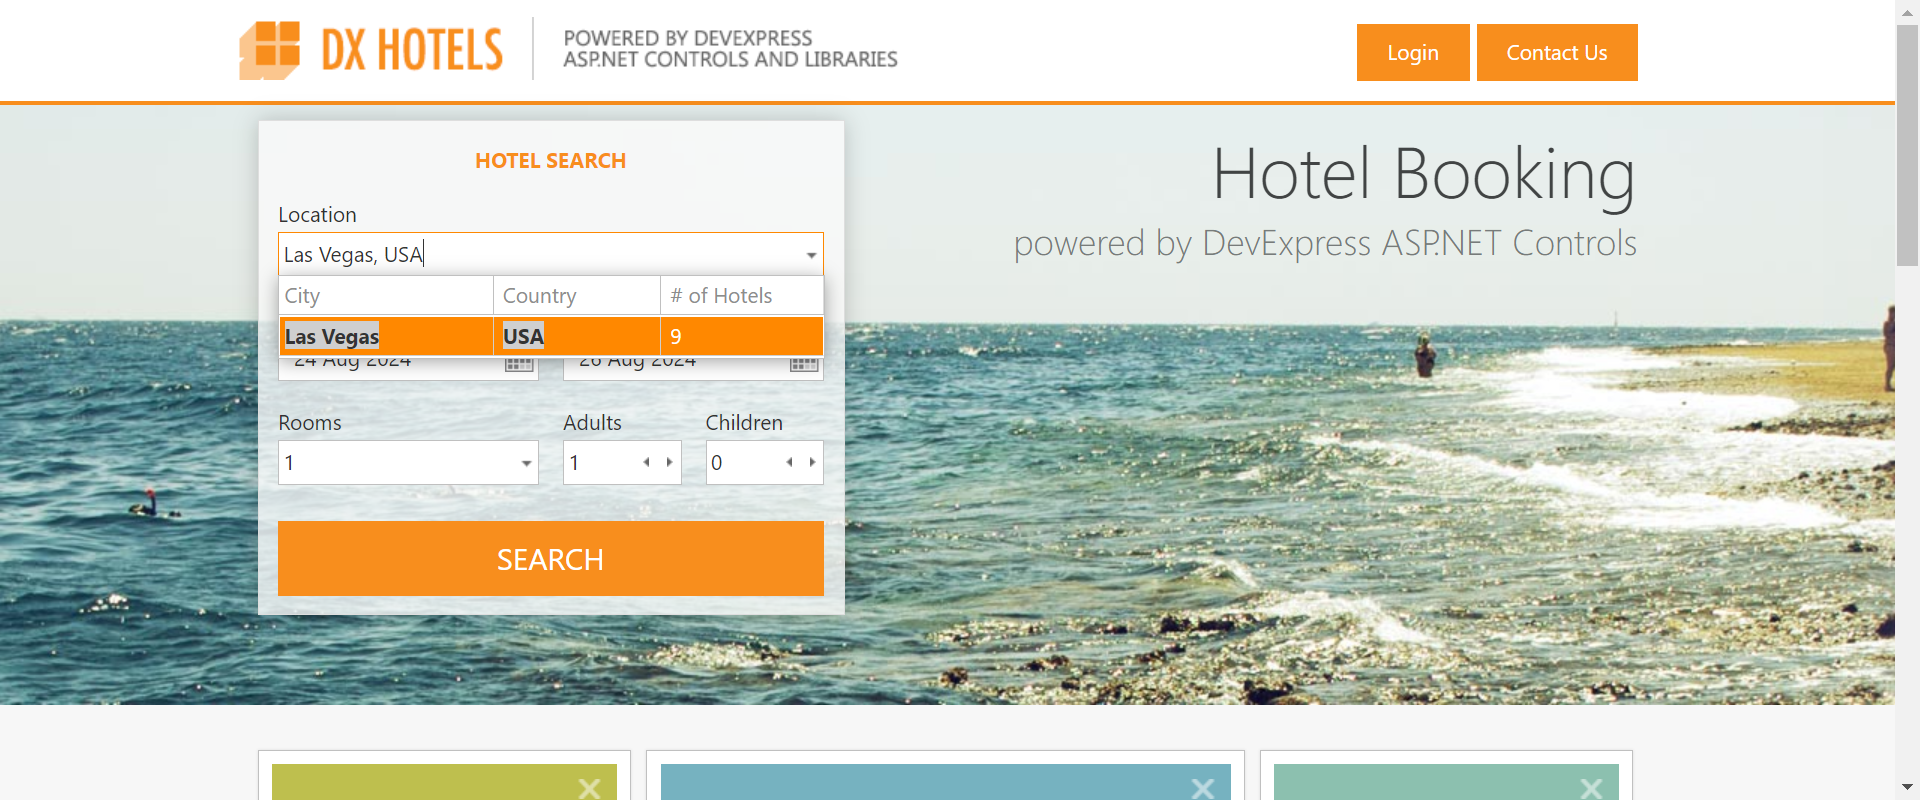 DX HOTELS
POWERED BY DEVEXPRESS
ASP.NET CONTROLS AND LIBRARIES
Login
Contact Us
HOTEL SEARCH
Location
Las Vegas, USA
City Country # of Hotels
Las Vegas USA 9
24 Aug 2024 26 Aug 2024
Rooms Adults Children
1 1 0
SEARCH
Hotel Booking
powered by DevExpress ASP.NET Controls